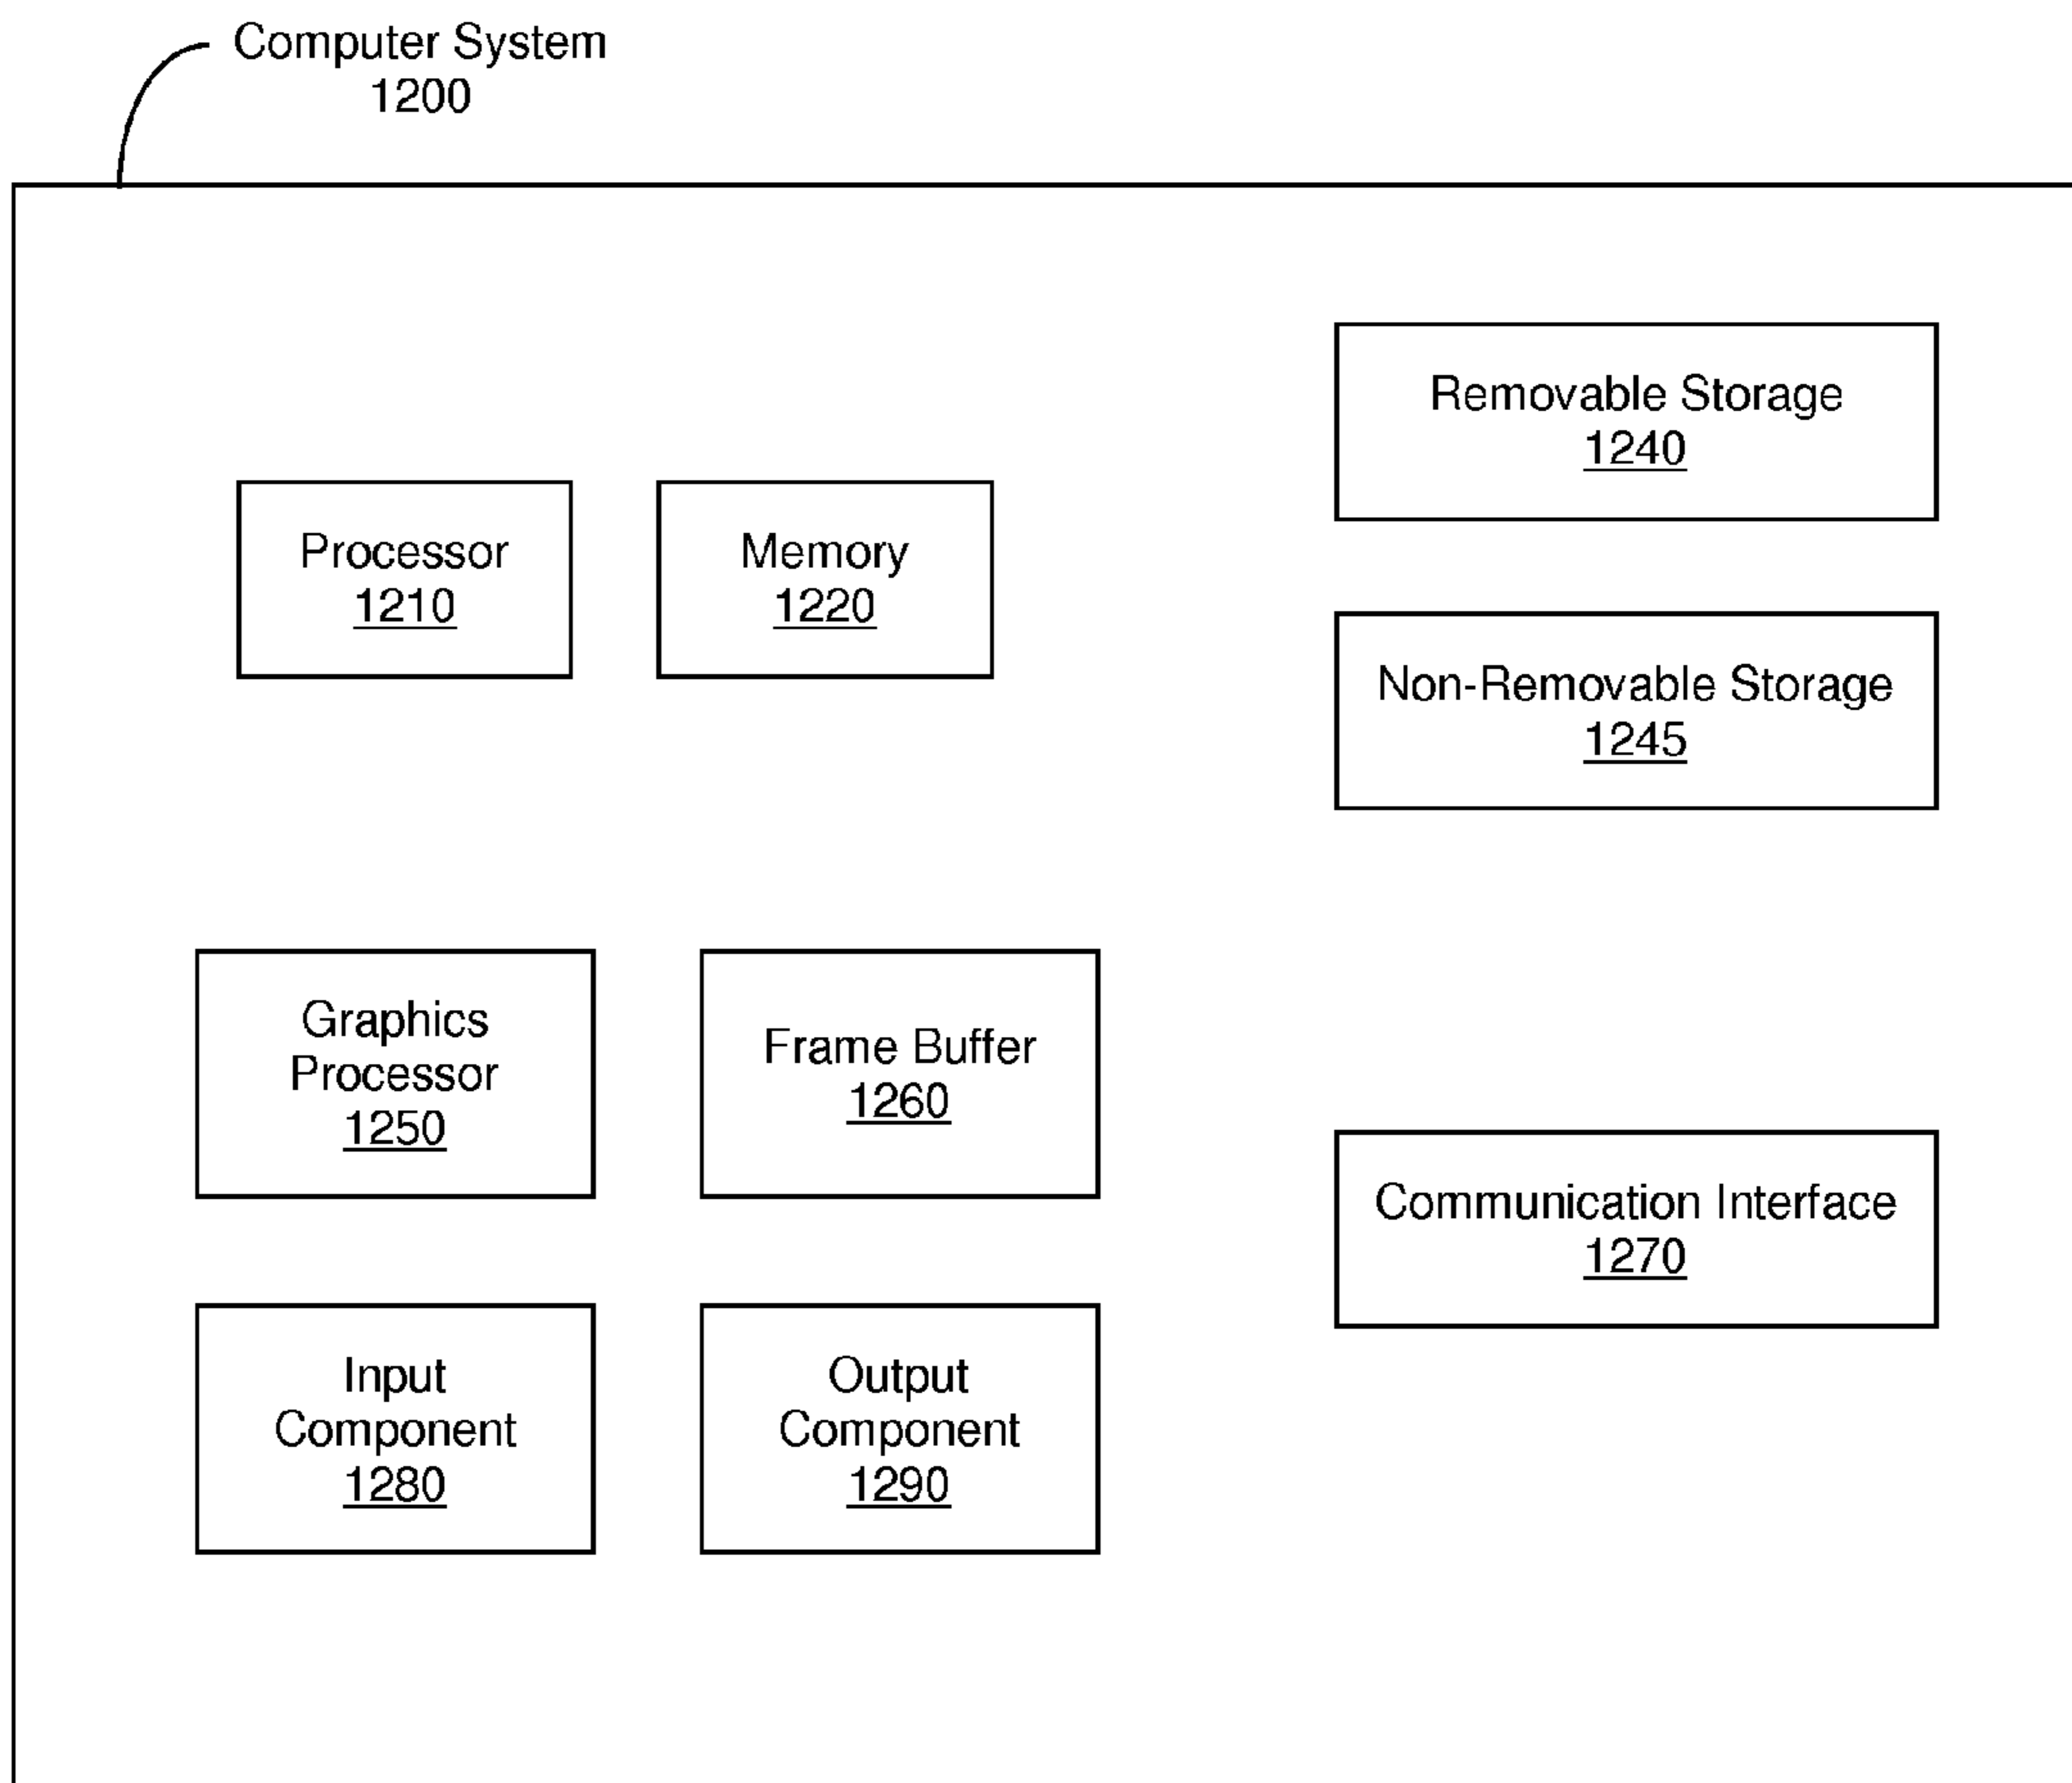 Computer System
1200
Removable Storage
1240
Processor
1210
Memory
1220
Non-Removable Storage
1245
Graphics
Processor
1250
Frame Buffer
1260
Communication Interface
1270
Input
Component
1280
Output
Component
1290